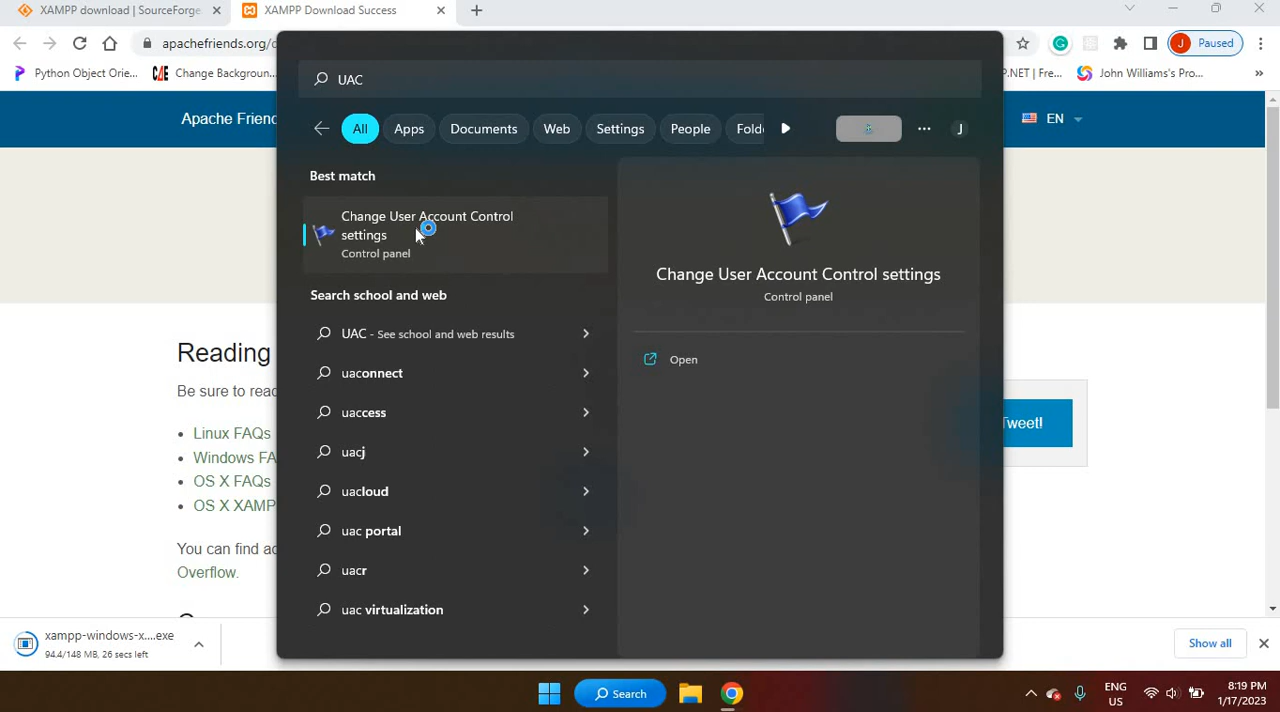 XAMPP download | SourceForge
XAMPP Download Success
apachefriends.org/d
Paused
J
Python Object Orie...
Change Backgroun...
P.NET | Fre...
John Williams's Pro...
»
Apache Friend
EN
UAC
All
Apps
Documents
Web
Settings
People
Fold
J
Best match
Change User Account Control
settings
Control panel
Search school and web
UAC - See school and web results
uaconnect
uaccess
uacj
uacloud
uac portal
uacr
uac virtualization
Change User Account Control settings
Control panel
Open
Reading
Be sure to read
• Linux FAQs
• Windows FA
• OS X FAQs
• OS X XAMP
You can find ad
Overflow.
Tweet!
xampp-windows-x....exe
94.4/148 MB, 26 secs left
Show all
Search
ENG
US
8:19 PM
1/17/2023